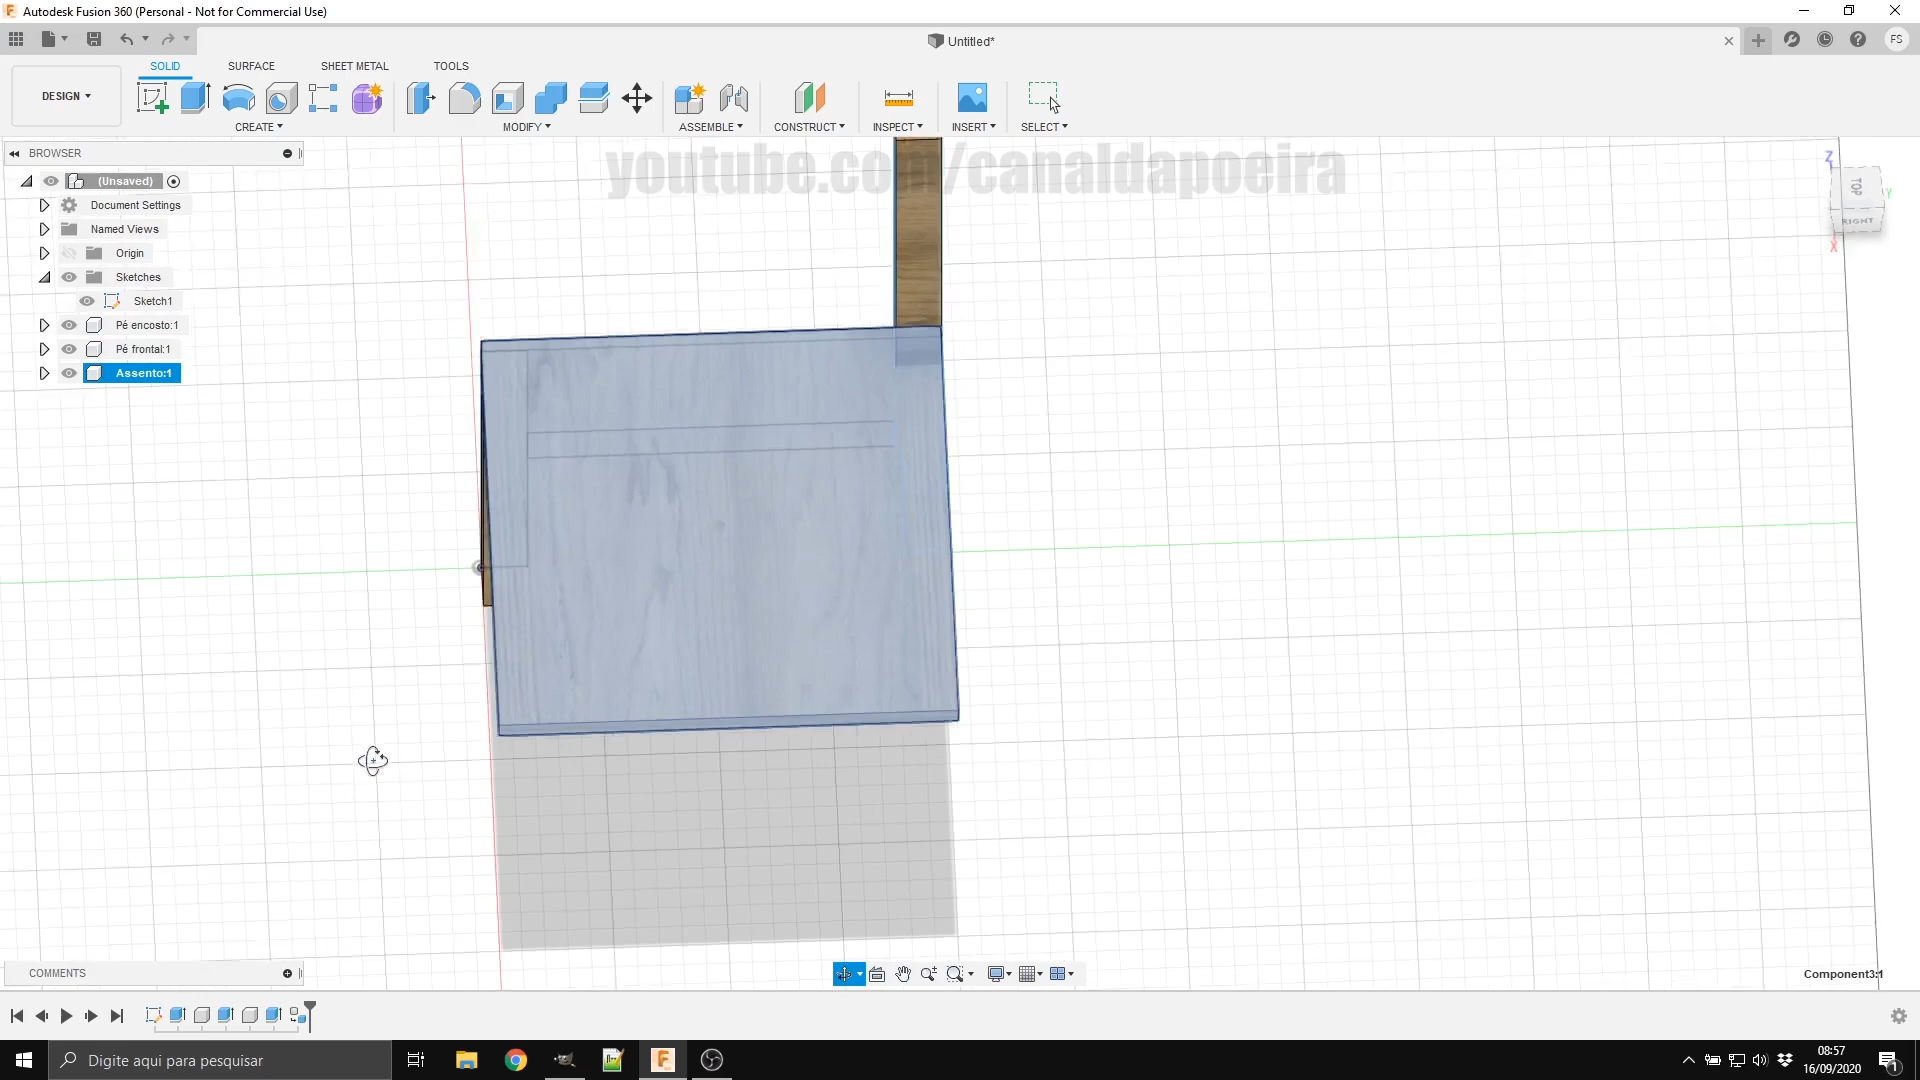 Autodesk Fusion 360 (Personal - Not for Commercial Use)
Untitled*
FS
DESIGN
SOLID
SURFACE
SHEET METAL
TOOLS
CREATE
MODIFY
ASSEMBLE
CONSTRUCT
INSPECT
INSERT
SELECT
BROWSER
youtube.com/canaldapoeira
(Unsaved)
Document Settings
Named Views
Origin
Sketches
Sketch1
Pé encosto:1
Pé frontal:1
Assento:1
Z
TOP
Y
RIGHT
X
COMMENTS
Component3:1
Digite aqui para pesquisar
08:57
16/09/2020
1